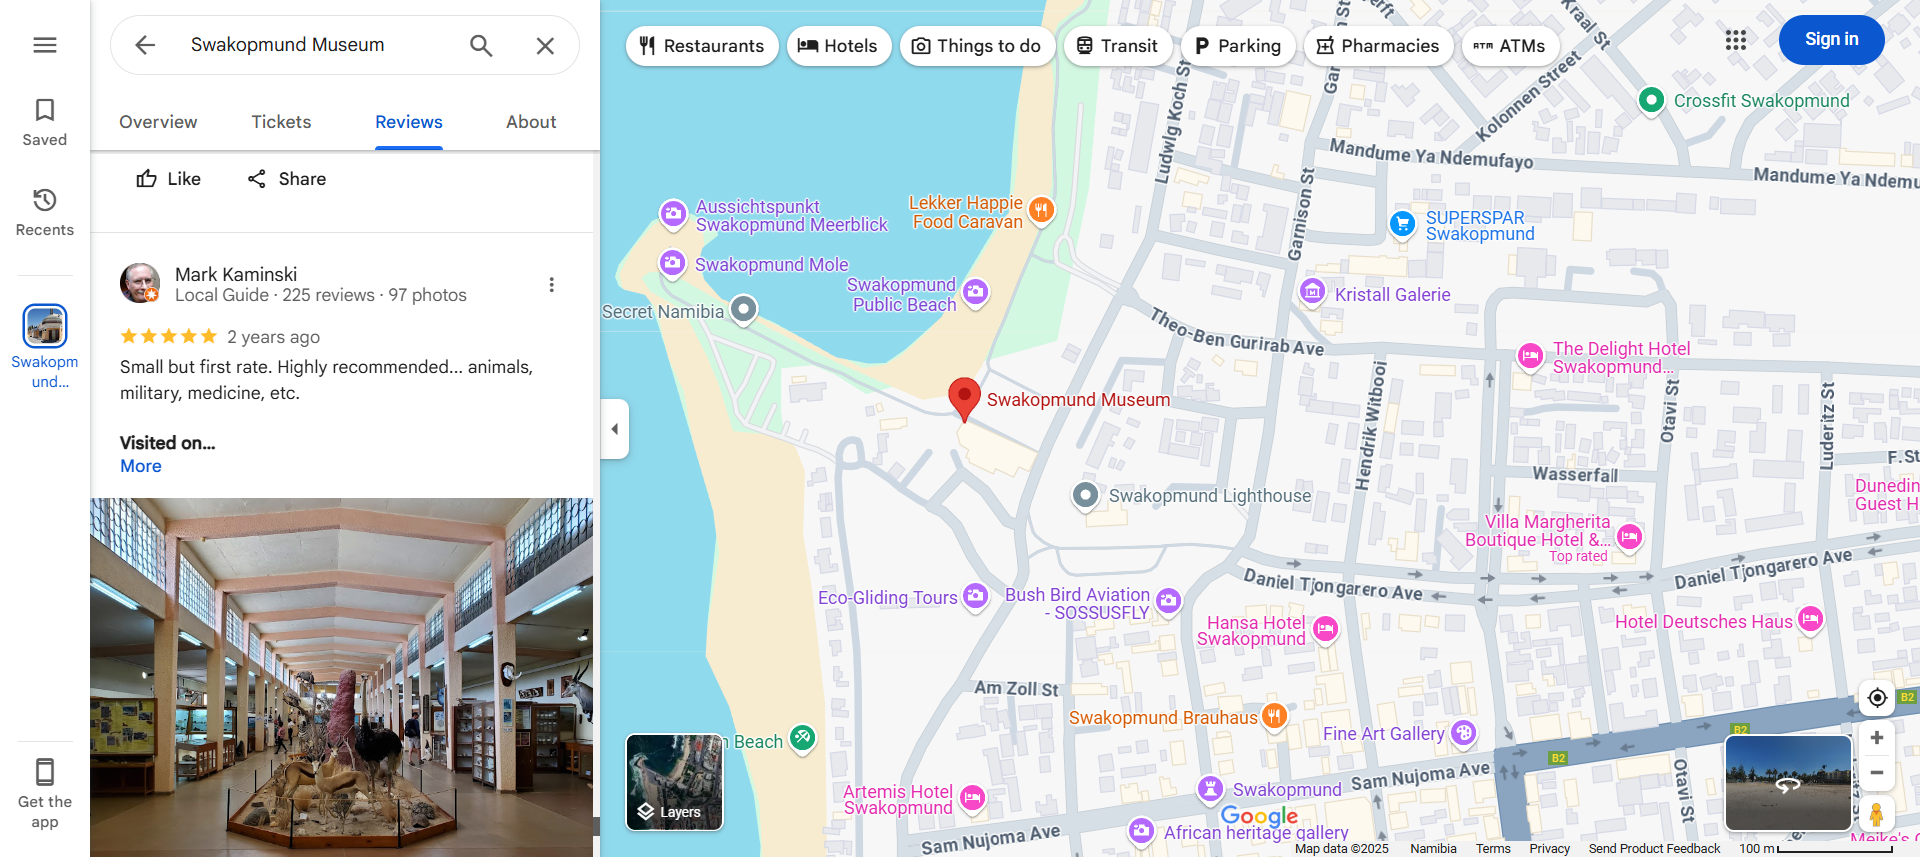 Swakopmund Museum
Overview
Tickets
Reviews
About
Saved
Recents
Swakopm
und...
Get the
app
Like
Share
Mark Kaminski
Local Guide · 225 reviews · 97 photos
2 years ago
Small but first rate. Highly recommended... animals,
military, medicine, etc.
Visited on...
More
Restaurants
Hotels
Things to do
Transit
Parking
Pharmacies
ATM ATMs
Sign in
Kraal St
Kolonnen Street
Crossfit Swakopmund
Ludwig Koch St
Garnison St
Mandume Ya Ndemufayo
Mandume Ya Ndemu
Aussichtspunkt
Swakopmund Meerblick
Lekker Happie
Food Caravan
SUPERSPAR
Swakopmund
Swakopmund Mole
Swakopmund
Public Beach
Kristall Galerie
Secret Namibia
Theo-Ben Gurirab Ave
The Delight Hotel
Swakopmund...
Swakopmund Museum
Hendrik Witbooi
Otavi St
Luderitz St
F.St
Wasserfall
Swakopmund Lighthouse
Dunedin
Guest H
Villa Margherita
Boutique Hotel &...
Top rated
Daniel Tjongarero Ave
Daniel Tjongarero Ave
Eco-Gliding Tours
Bush Bird Aviation
- SOSSUSFLY
Hansa Hotel
Swakopmund
Hotel Deutsches Haus
Am Zoll St
Swakopmund Brauhaus
Fine Art Gallery
n Beach
B2
B2
B2
Artemis Hotel
Swakopmund
Swakopmund
Sam Nujoma Ave
Sam Nujoma Ave
Otavi St
African heritage gallery
Meike's G
Layers
Google
Map data ©2025
Namibia
Terms
Privacy
Send Product Feedback
100 m